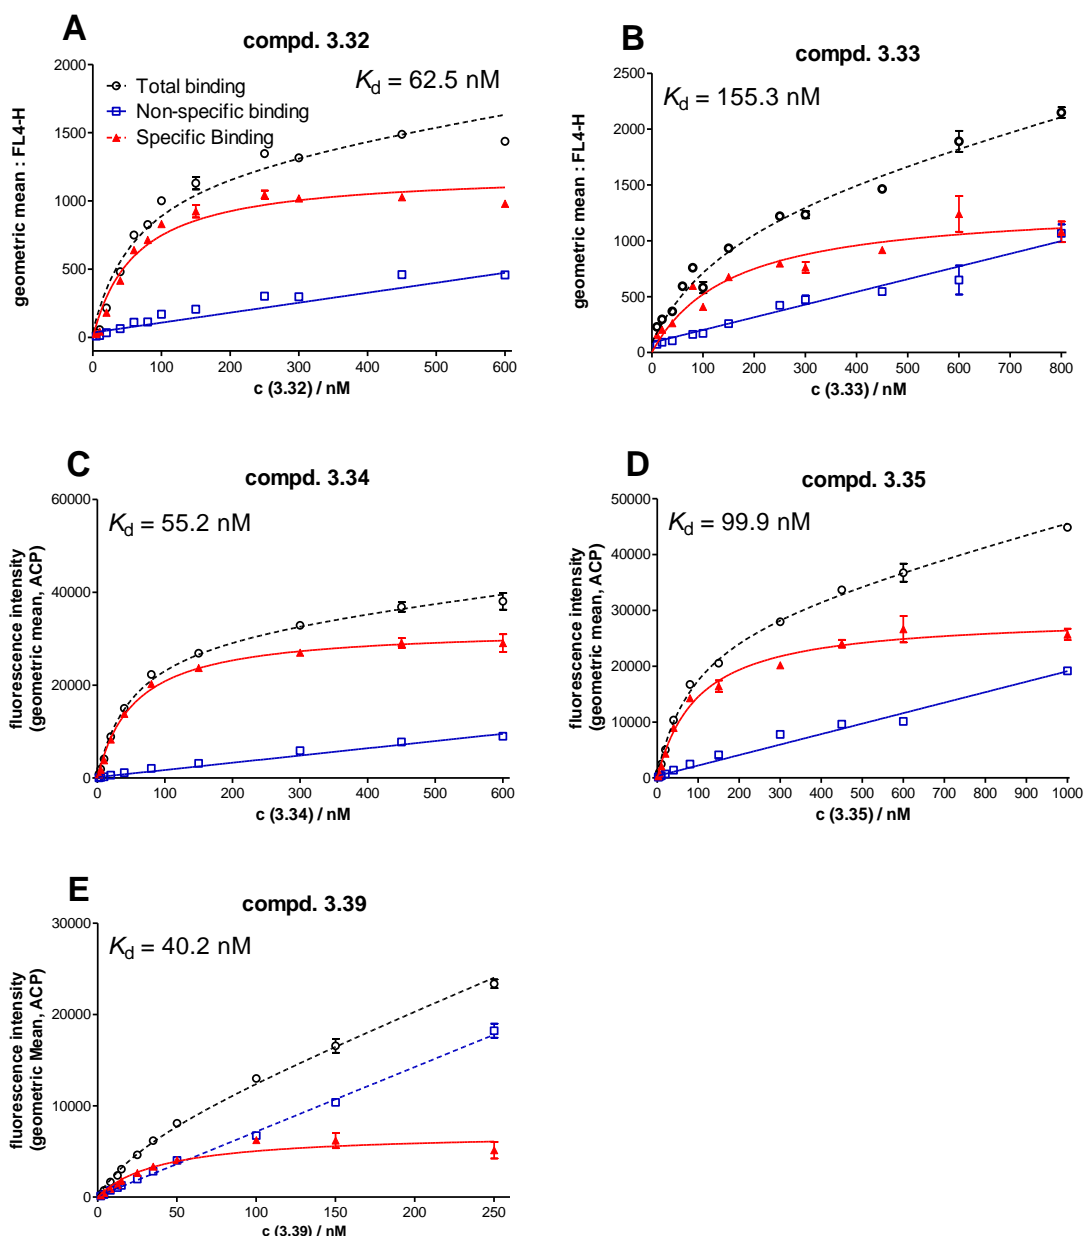 A
compd. 3.32
Kd = 62.5 nM
Total binding
Non-specific binding
Specific Binding
geometric mean : FL4-H
2000
1500
1000
500
0
0 100 200 300 400 500 600
c (3.32) / nM
B
compd. 3.33
Kd = 155.3 nM
geometric mean : FL4-H
2500
2000
1500
1000
500
0
0 100 200 300 400 500 600 700 800
c (3.33) / nM
C
compd. 3.34
Kd = 55.2 nM
fluorescence intensity
(geometric mean, ACP)
60000
40000
20000
0
0 100 200 300 400 500 600
c (3.34) / nM
D
compd. 3.35
Kd = 99.9 nM
fluorescence intensity
(geometric mean, ACP)
50000
40000
30000
20000
10000
0
0 100 200 300 400 500 600 700 800 900 1000
c (3.35) / nM
E
compd. 3.39
Kd = 40.2 nM
fluorescence intensity
(geometric Mean, ACP)
30000
20000
10000
0
0 50 100 150 200 250
c (3.39) / nM